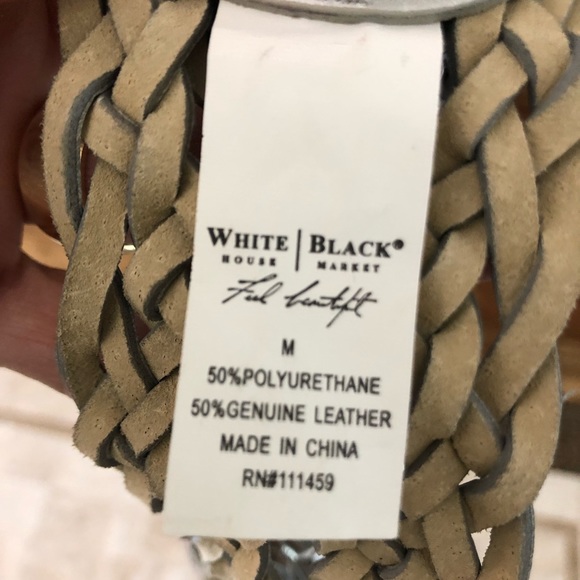 WHITE | BLACK®
HOUSE MARKET
Feel beautiful
M
50%POLYURETHANE
50%GENUINE LEATHER
MADE IN CHINA
RN#111459